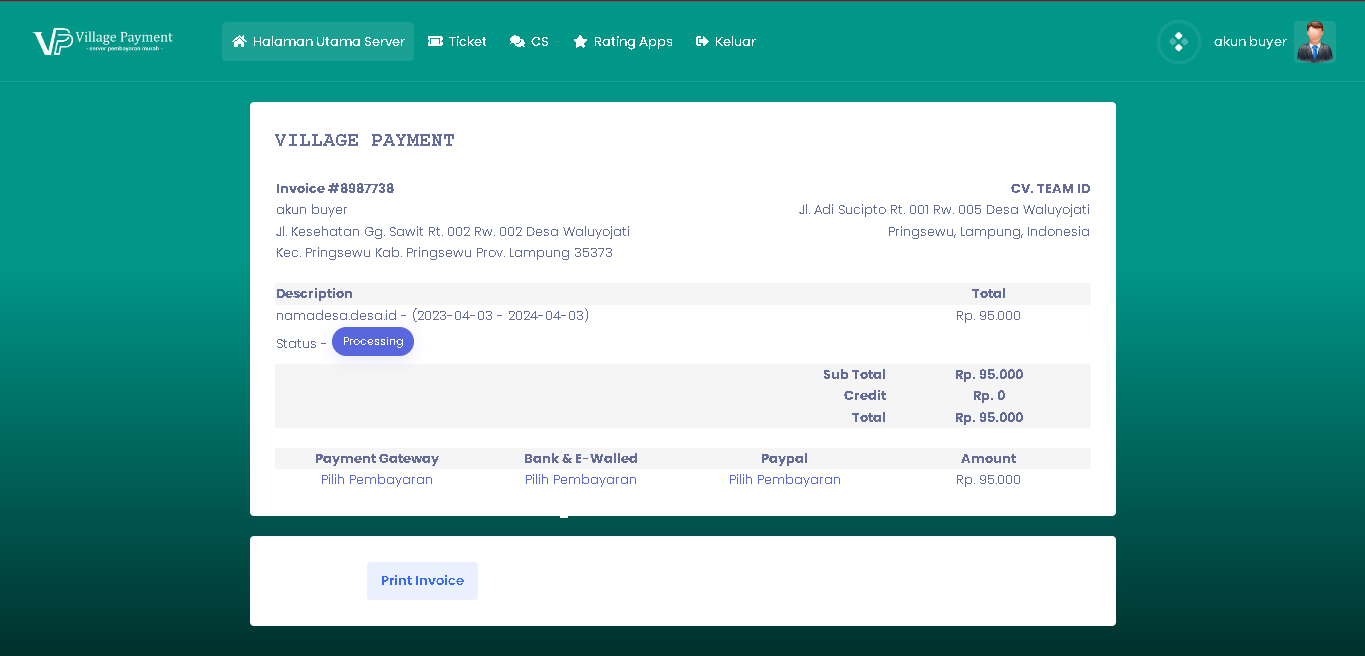 VP Village Payment
- server pembayaran murah -
Halaman Utama Server
Ticket
CS
Rating Apps
Keluar
akun buyer
VILLAGE PAYMENT
Invoice #8987738
akun buyer
Jl. Kesehatan Gg. Sawit Rt. 002 Rw. 002 Desa Waluyojati
Kec. Pringsewu Kab. Pringsewu Prov. Lampung 35373
CV. TEAM ID
Jl. Adi Sucipto Rt. 001 Rw. 005 Desa Waluyojati
Pringsewu, Lampung, Indonesia
Description Total
namadesa.desa.id - (2023-04-03 - 2024-04-03) Rp. 95.000
Status - Processing
Sub Total Rp. 95.000
Credit Rp. 0
Total Rp. 95.000
Payment Gateway Bank & E-Walled Paypal Amount
Pilih Pembayaran Pilih Pembayaran Pilih Pembayaran Rp. 95.000
Print Invoice